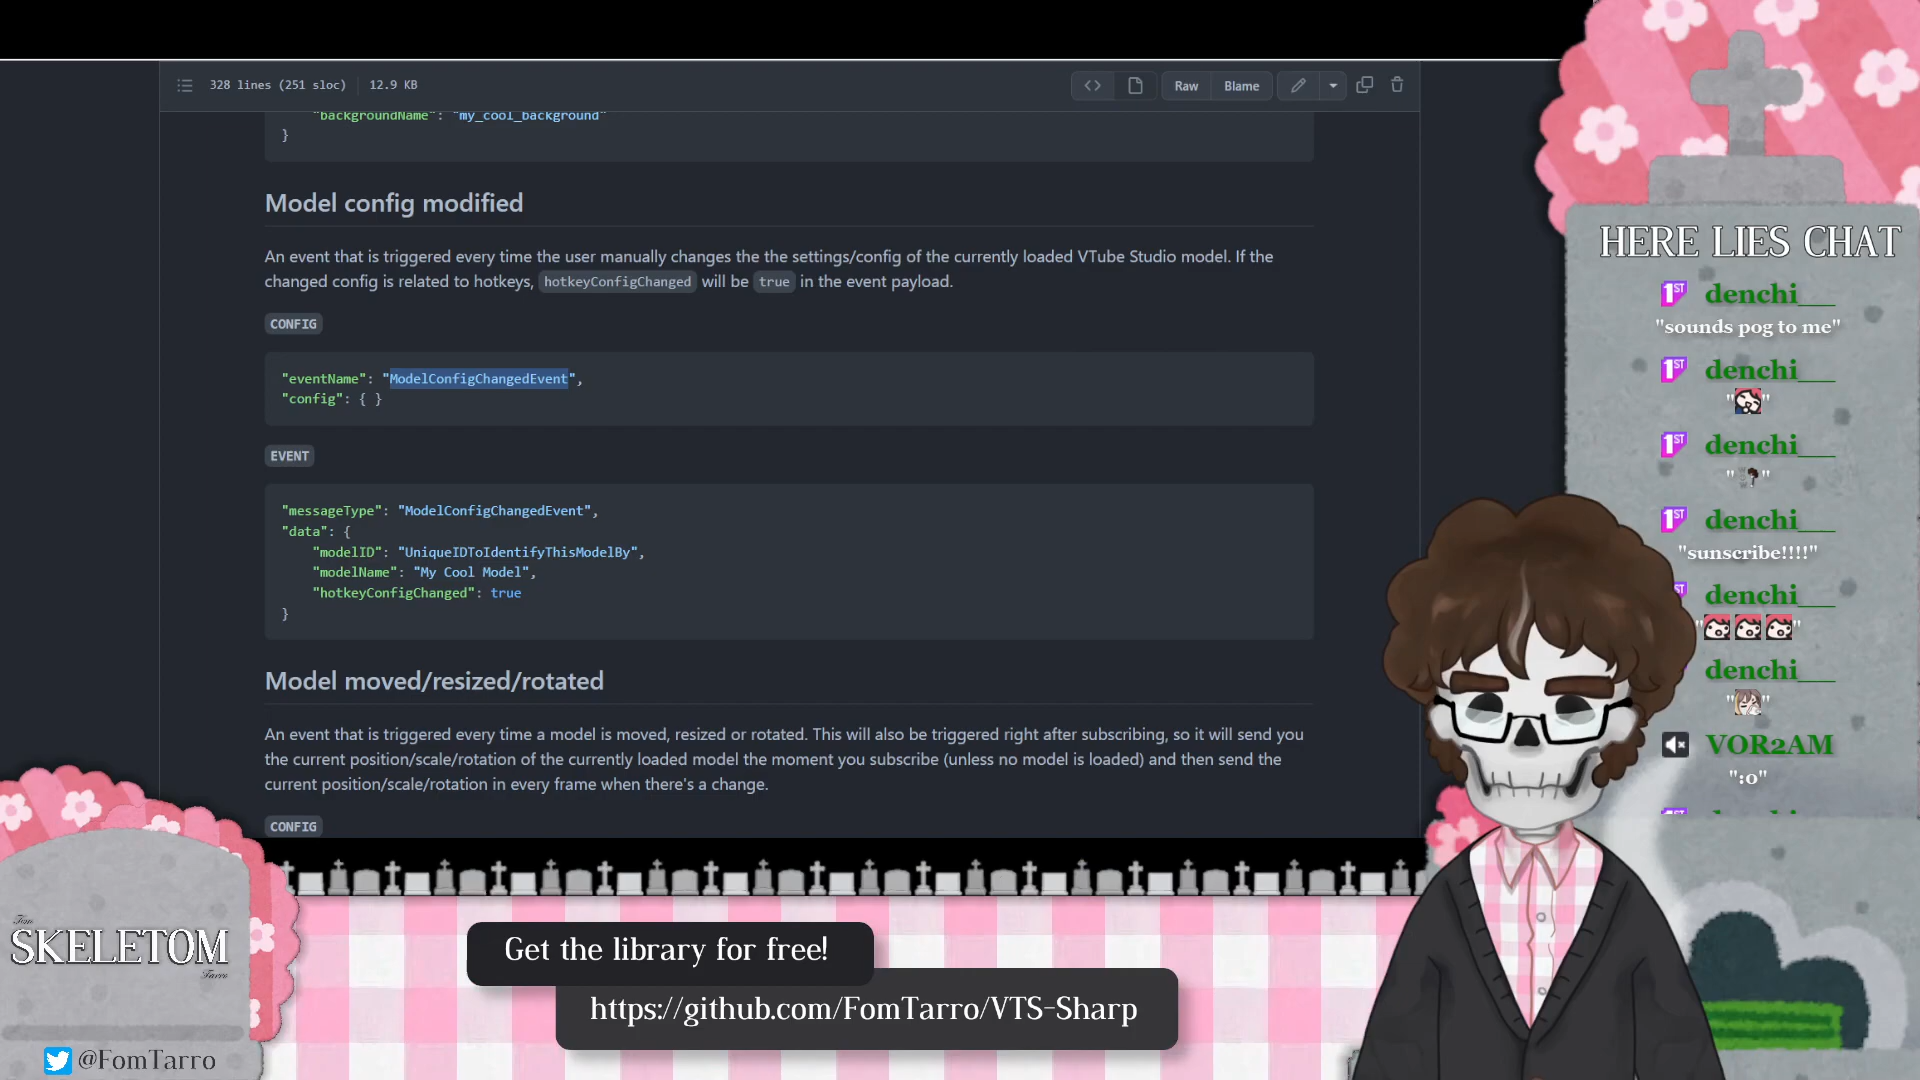 328 lines (251 sloc) 12.9 KB
Raw Blame
"backgroundName": "my_cool_background"
}
Model config modified
An event that is triggered every time the user manually changes the the settings/config of the currently loaded VTube Studio model. If the
changed config is related to hotkeys, hotkeyConfigChanged will be true in the event payload.
CONFIG
"eventName": "ModelConfigChangedEvent",
"config": { }
EVENT
"messageType": "ModelConfigChangedEvent",
"data": {
"modelID": "UniqueIDToIdentifyThisModelBy",
"modelName": "My Cool Model",
"hotkeyConfigChanged": true
}
Model moved/resized/rotated
An event that is triggered every time a model is moved, resized or rotated. This will also be triggered right after subscribing, so it will send you
the current position/scale/rotation of the currently loaded model the moment you subscribe (unless no model is loaded) and then send the
current position/scale/rotation in every frame when there's a change.
CONFIG
HERE LIES CHAT
1ST denchi__
"sounds pog to me"
1ST denchi__
" "
1ST denchi__
" "
1ST denchi__
"sunscribe!!!!"
denchi__
" "
denchi__
" "
VOR2AM
":o"
Tom
SKELETOM
Tarro
@FomTarro
Get the library for free!
https://github.com/FomTarro/VTS-Sharp